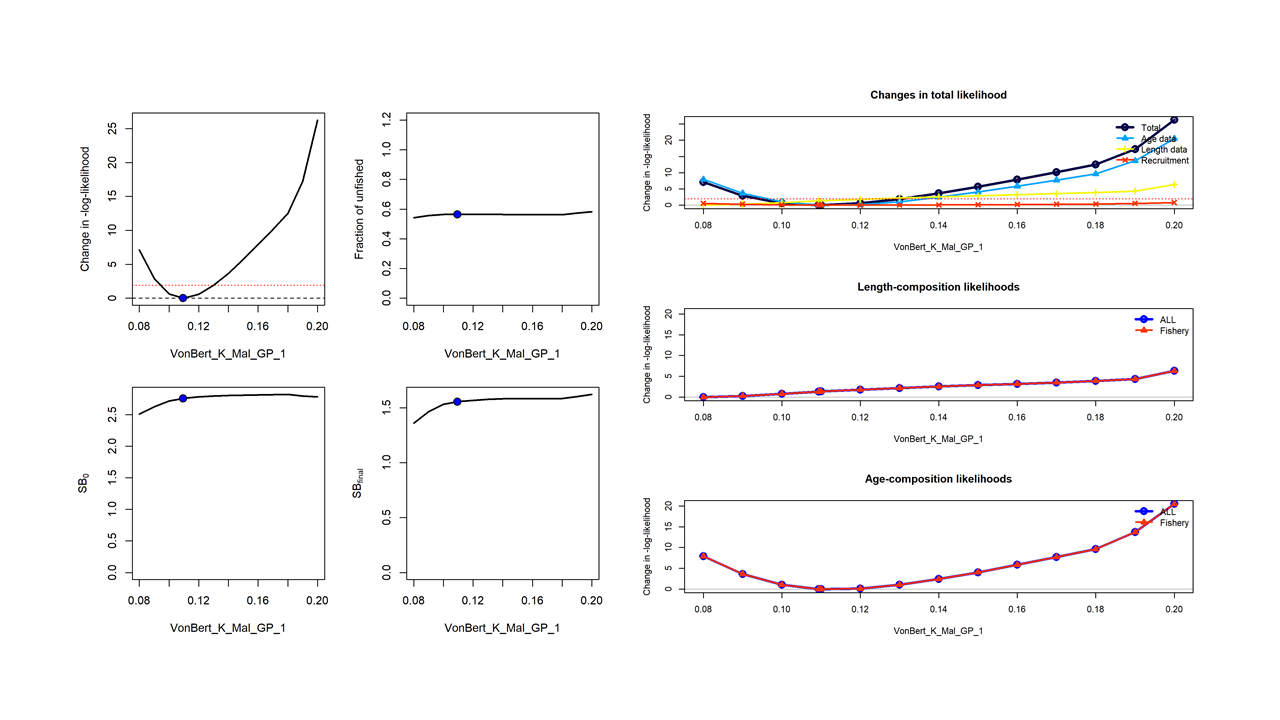 Change in -log-likelihood
25
20
15
10
5
0
0.08
0.12
0.16
0.20
VonBert_K_Mal_GP_1
Fraction of unfished
1.2
1.0
0.8
0.6
0.4
0.2
0.0
0.08
0.12
0.16
0.20
VonBert_K_Mal_GP_1
SB0
2.5
2.0
1.5
1.0
0.5
0.0
0.08
0.12
0.16
0.20
VonBert_K_Mal_GP_1
SBfinal
1.5
1.0
0.5
0.0
0.08
0.12
0.16
0.20
VonBert_K_Mal_GP_1
Changes in total likelihood
Change in -log-likelihood
20
10
5
0
Total
Age data
Length data
Recruitment
0.08
0.10
0.12
0.14
0.16
0.18
0.20
VonBert_K_Mal_GP_1
Length-composition likelihoods
Change in -log-likelihood
20
15
10
5
0
ALL
Fishery
0.08
0.10
0.12
0.14
0.16
0.18
0.20
VonBert_K_Mal_GP_1
Age-composition likelihoods
Change in -log-likelihood
20
15
10
5
0
ALL
Fishery
0.08
0.10
0.12
0.14
0.16
0.18
0.20
VonBert_K_Mal_GP_1